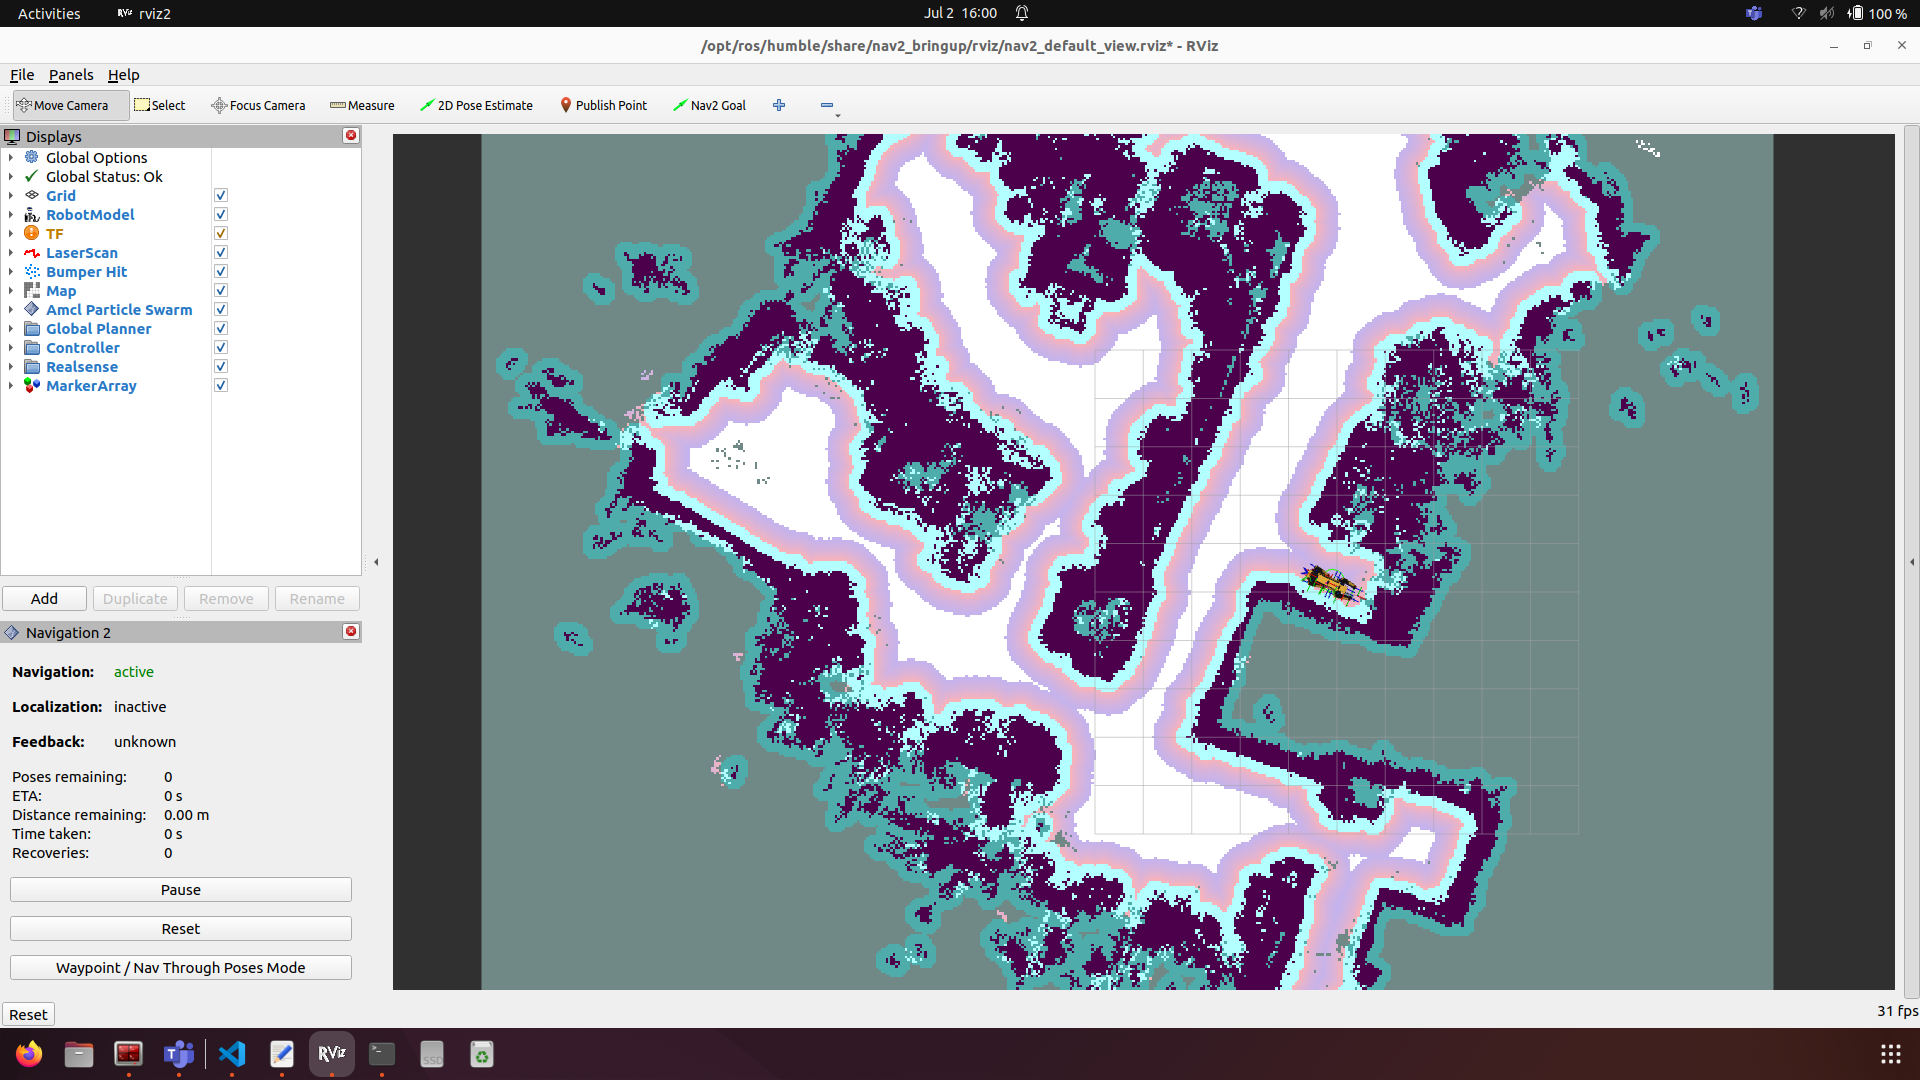 Activities
rviz2
Jul 2 16:00
100 %
/opt/ros/humble/share/nav2_bringup/rviz/nav2_default_view.rviz* - RViz
File Panels Help
Move Camera Select Focus Camera Measure 2D Pose Estimate Publish Point Nav2 Goal
Displays
Global Options
Global Status: Ok
Grid
RobotModel
TF
LaserScan
Bumper Hit
Map
Amcl Particle Swarm
Global Planner
Controller
Realsense
MarkerArray
Add Duplicate Remove Rename
Navigation 2
Navigation: active
Localization: inactive
Feedback: unknown
Poses remaining: 0
ETA: 0 s
Distance remaining: 0.00 m
Time taken: 0 s
Recoveries: 0
Pause
Reset
Waypoint / Nav Through Poses Mode
Reset
31 fps
RViz
SSD